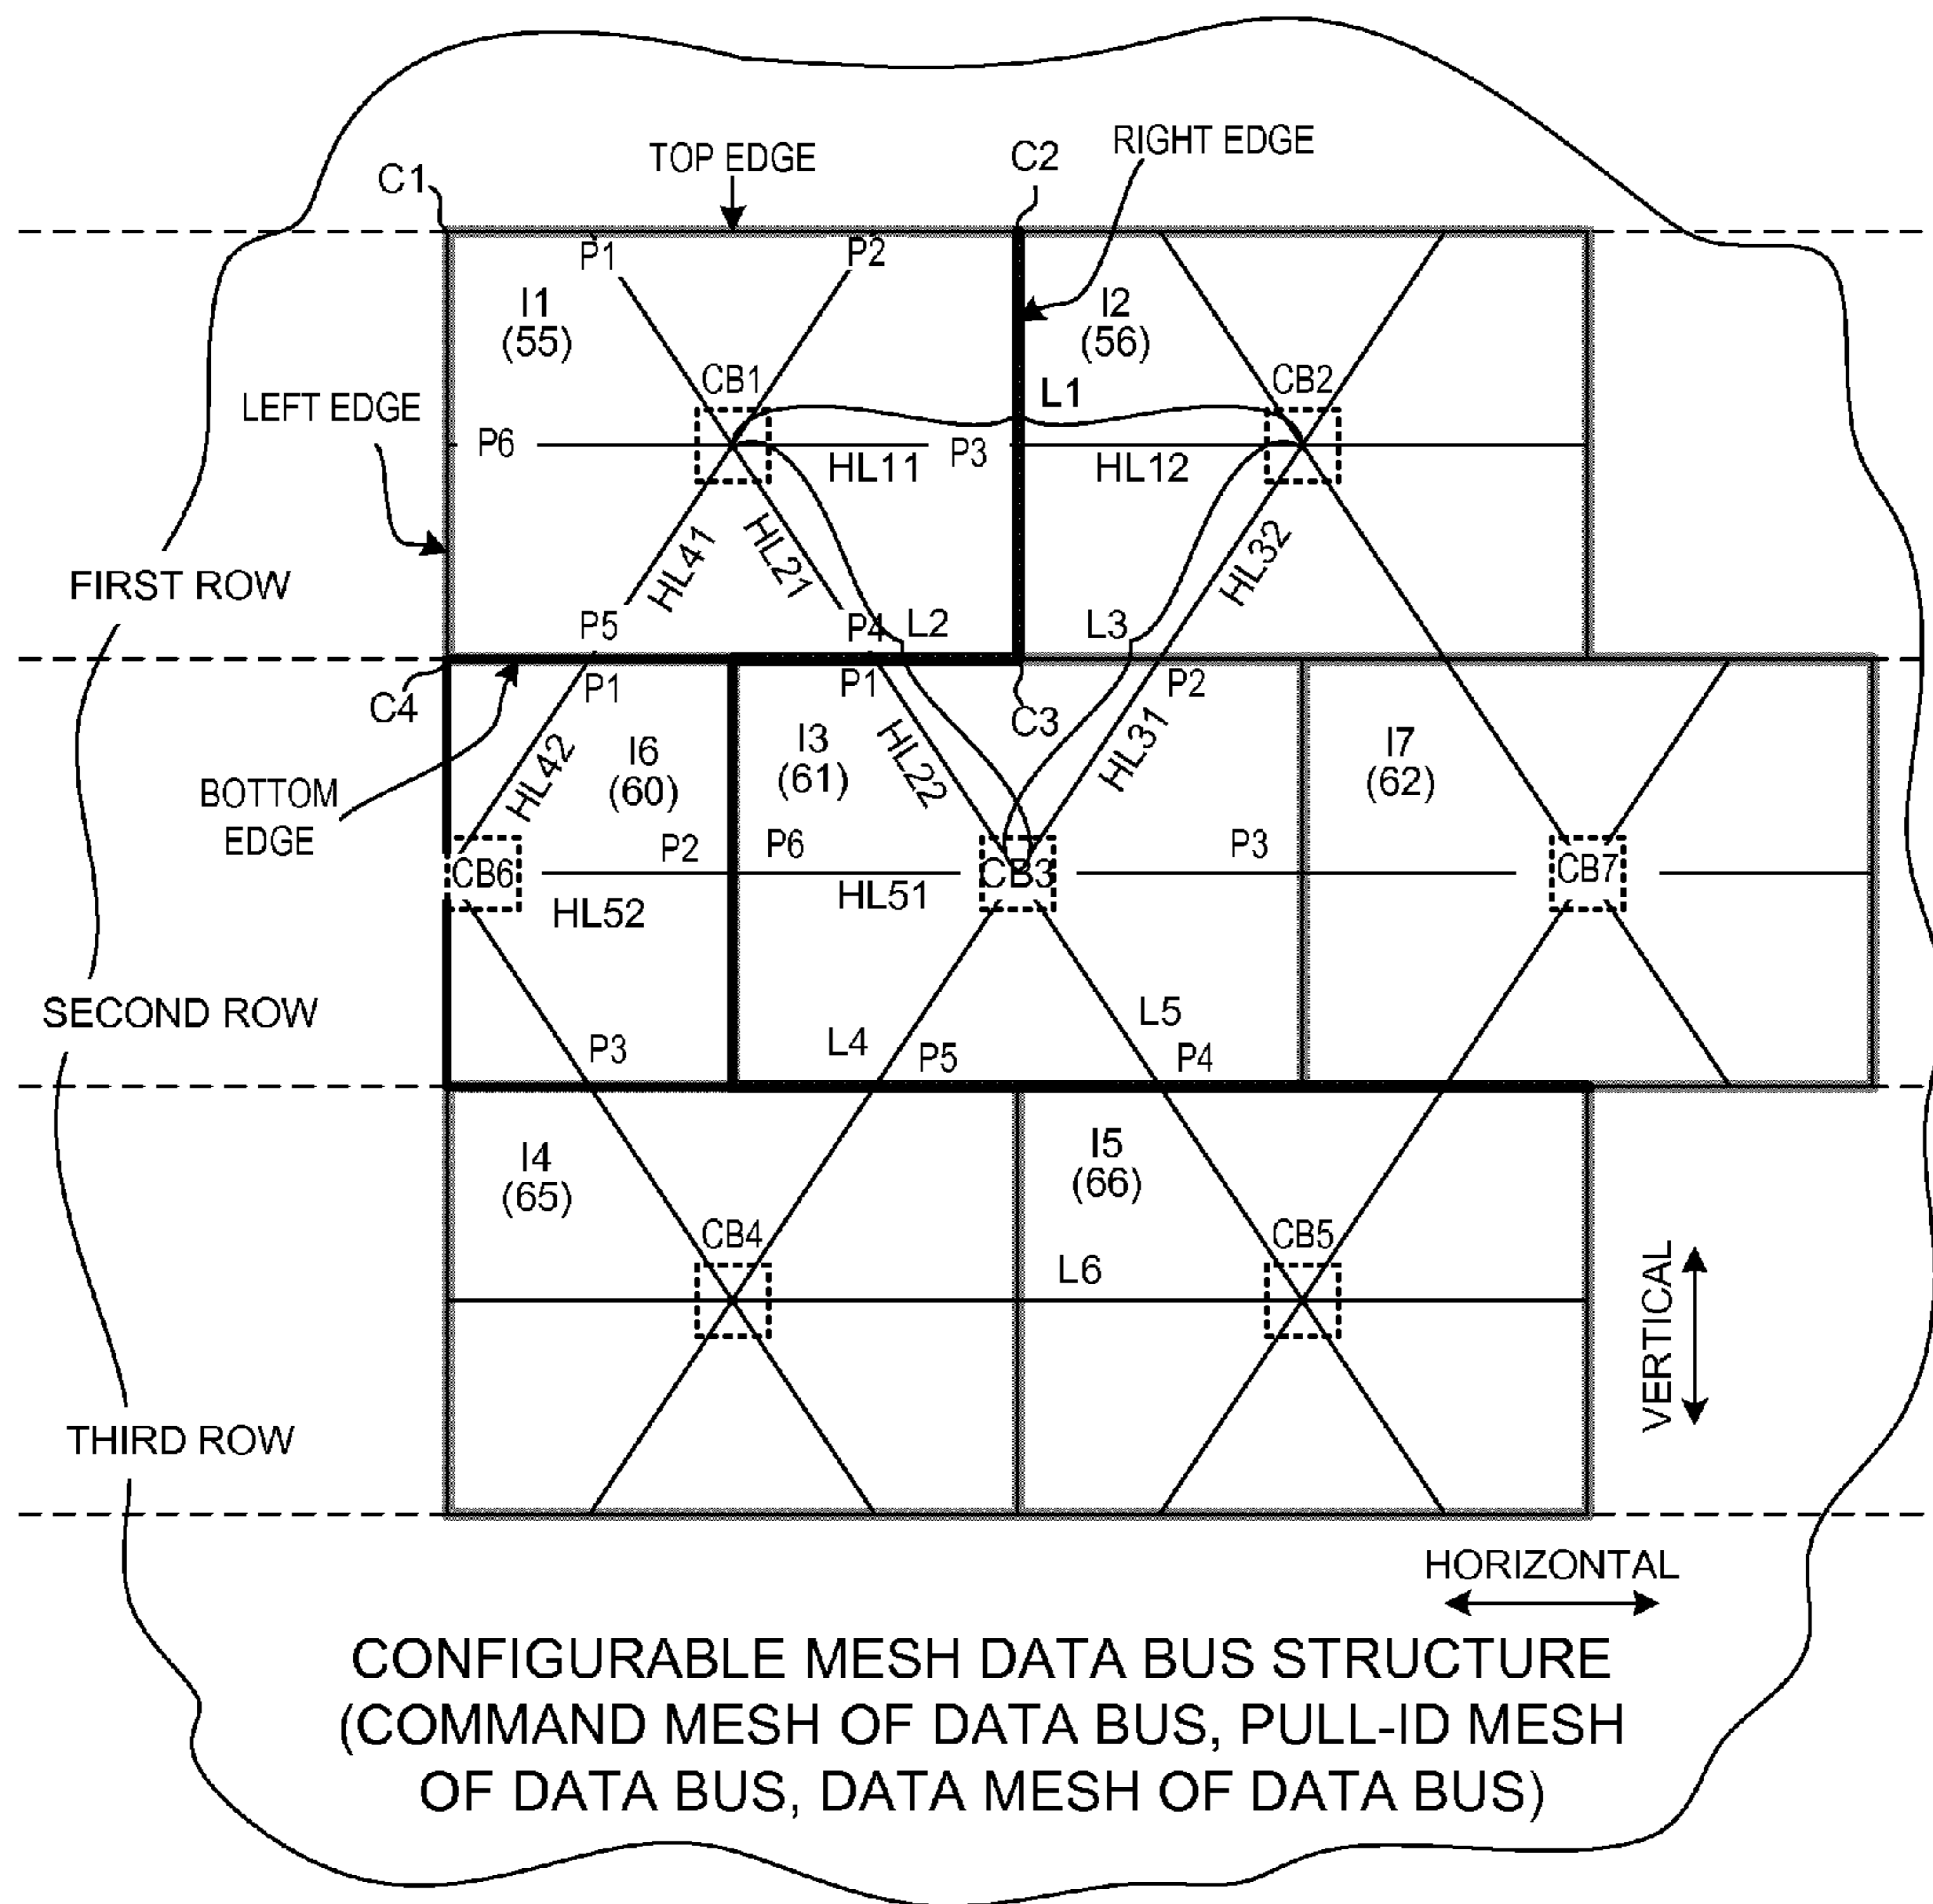 C1
TOP EDGE
C2
RIGHT EDGE
P1
P2
I1
(55)
I2
(56)
CB1
CB2
L1
LEFT EDGE
P6
HL11
P3
HL12
HL41
HL21
HL32
FIRST ROW
P5
P4
L2
L3
C4
P1
P1
P2
C3
HL42
I6
(60)
I3
(61)
HL22
HL31
I7
(62)
BOTTOM
EDGE
P2
P6
P3
CB6
CB3
CB7
HL52
HL51
SECOND ROW
L5
P3
L4
P5
P4
I4
(65)
I5
(66)
CB4
CB5
L6
VERTICAL
THIRD ROW
HORIZONTAL
CONFIGURABLE MESH DATA BUS STRUCTURE
(COMMAND MESH OF DATA BUS, PULL-ID MESH
OF DATA BUS, DATA MESH OF DATA BUS)